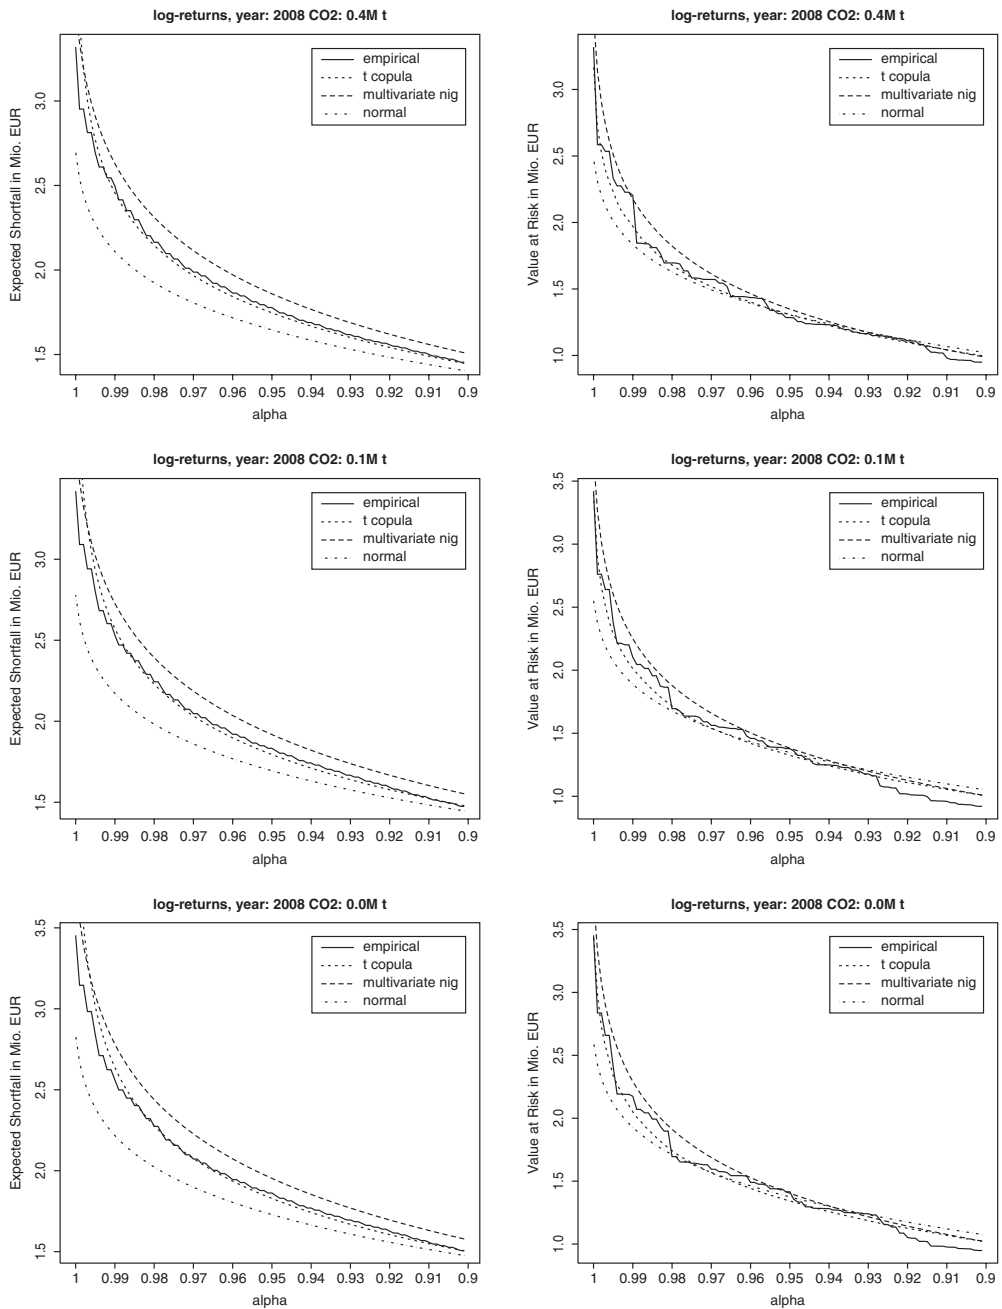 log-returns, year: 2008 CO2: 0.4M t
Expected Shortfall in Mio. EUR
3.0
2.5
2.0
1.5
empirical
t copula
multivariate nig
normal
1 0.99 0.98 0.97 0.96 0.95 0.94 0.93 0.92 0.91 0.9
alpha
log-returns, year: 2008 CO2: 0.4M t
Value at Risk in Mio. EUR
3.0
2.5
2.0
1.5
1.0
empirical
t copula
multivariate nig
normal
1 0.99 0.98 0.97 0.96 0.95 0.94 0.93 0.92 0.91 0.9
alpha
log-returns, year: 2008 CO2: 0.1M t
Expected Shortfall in Mio. EUR
3.0
2.5
2.0
1.5
empirical
t copula
multivariate nig
normal
1 0.99 0.98 0.97 0.96 0.95 0.94 0.93 0.92 0.91 0.9
alpha
log-returns, year: 2008 CO2: 0.1M t
Value at Risk in Mio. EUR
3.5
3.0
2.5
2.0
1.5
1.0
empirical
t copula
multivariate nig
normal
1 0.99 0.98 0.97 0.96 0.95 0.94 0.93 0.92 0.91 0.9
alpha
log-returns, year: 2008 CO2: 0.0M t
Expected Shortfall in Mio. EUR
3.5
3.0
2.5
2.0
1.5
empirical
t copula
multivariate nig
normal
1 0.99 0.98 0.97 0.96 0.95 0.94 0.93 0.92 0.91 0.9
alpha
log-returns, year: 2008 CO2: 0.0M t
Value at Risk in Mio. EUR
3.5
3.0
2.5
2.0
1.5
1.0
empirical
t copula
multivariate nig
normal
1 0.99 0.98 0.97 0.96 0.95 0.94 0.93 0.92 0.91 0.9
alpha